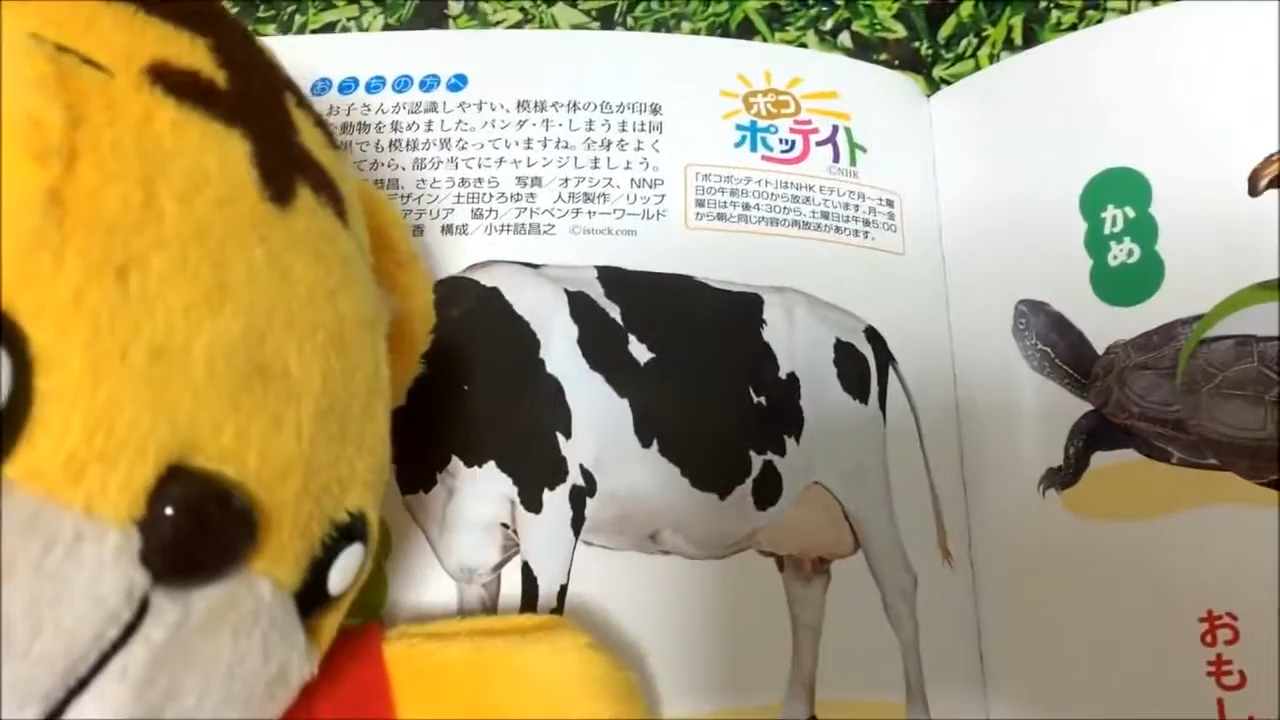 おうちの方へ
お子さんが認識しやすい、模様や体の色が印象
動物を集めました。パンダ・牛・しまうまは同
でも模様が異なっていますね。全身をよく
てから、部分当てにチャレンジしましょう。
恭昌、さとうあきら 写真／オアシス、NNP
デザイン／土田ひろゆき 人形製作／リップ
アテリア 協力／アドベンチャーワールド
香 構成／小井詰昌之 ©istock.com
ポコ
ポッテイト
©NHK
「ポコポッテイト」はNHK Eテレで月〜土曜
日の午前8:00から放送しています。月〜金
曜日は午後4:30から、土曜日は午後5:00
から朝と同じ内容の再放送があります。
かめ
おもし